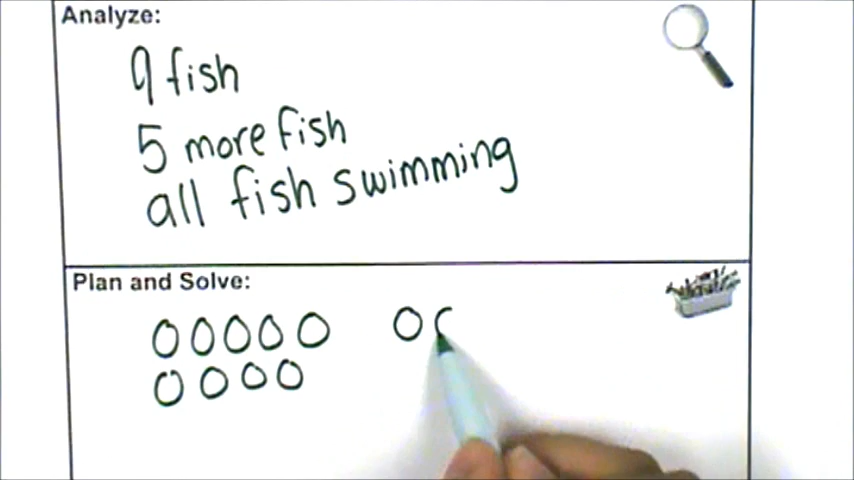 Analyze:
9 fish
5 more fish
all fish swimming
Plan and Solve: